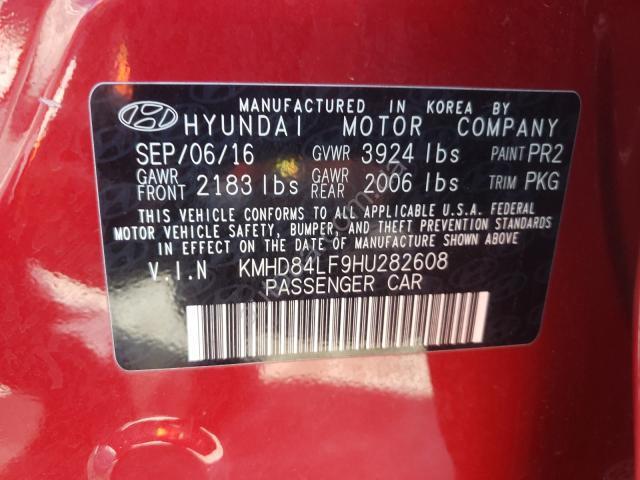 MANUFACTURED IN KOREA BY
HYUNDAI MOTOR COMPANY
SEP/06/16 GVWR 3924 lbs PAINT PR2
GAWR FRONT 2183 lbs GAWR REAR 2006 lbs TRIM PKG
THIS VEHICLE CONFORMS TO ALL APPLICABLE U.S.A. FEDERAL
MOTOR VEHICLE SAFETY, BUMPER, AND THEFT PREVENTION STANDARDS
IN EFFECT ON THE DATE OF MANUFACTURE SHOWN ABOVE
V.I.N KMHD84LF9HU282608
PASSENGER CAR